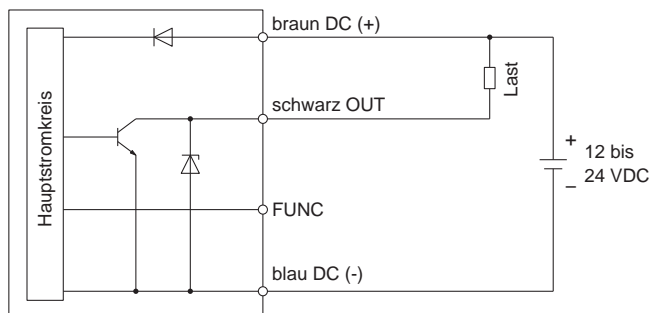 braun DC (+)
Hauptstromkreis
schwarz OUT
Last
+
12 bis
24 VDC
−
FUNC
blau DC (-)